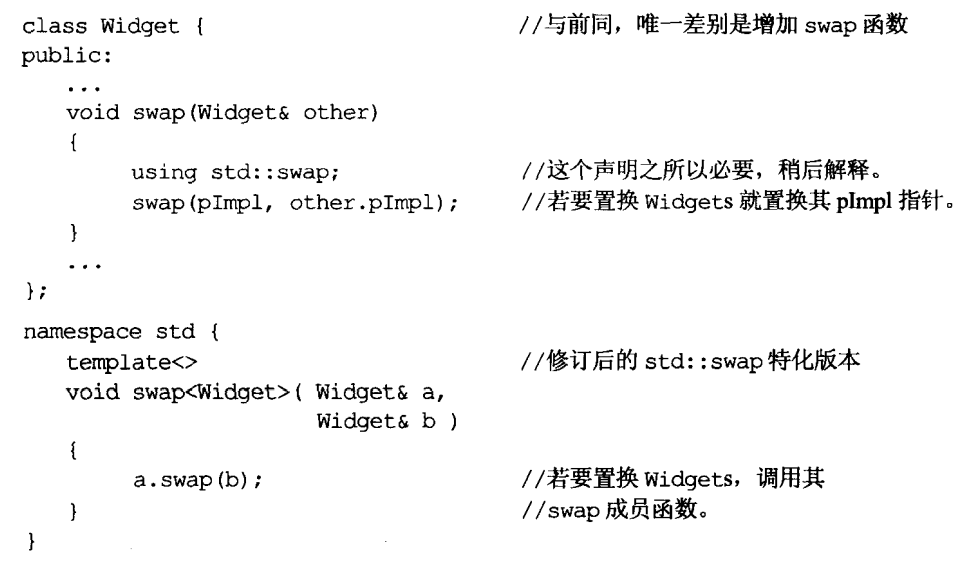 class Widget { //与前同，唯一差别是增加 swap 函数
public:
...
void swap(Widget& other)
{
using std::swap; //这个声明之所以必要，稍后解释。
swap(pImpl, other.pImpl); //若要置换 Widgets 就置换其 pImpl 指针。
}
...
};
namespace std {
template<> //修订后的 std::swap 特化版本
void swap<Widget>( Widget& a,
Widget& b )
{
a.swap(b); //若要置换 Widgets，调用其
} //swap 成员函数。
}